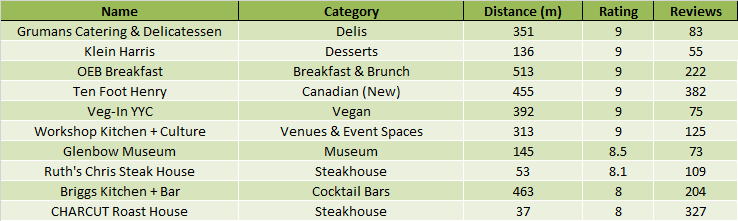 Name Category Distance (m) Rating Reviews
Grumans Catering & Delicatessen Delis 351 9 83
Klein Harris Desserts 136 9 55
OEB Breakfast Breakfast & Brunch 513 9 222
Ten Foot Henry Canadian (New) 455 9 382
Veg-In YYC Vegan 392 9 75
Workshop Kitchen + Culture Venues & Event Spaces 313 9 125
Glenbow Museum Museum 145 8.5 73
Ruth's Chris Steak House Steakhouse 53 8.1 109
Briggs Kitchen + Bar Cocktail Bars 463 8 204
CHARCUT Roast House Steakhouse 37 8 327